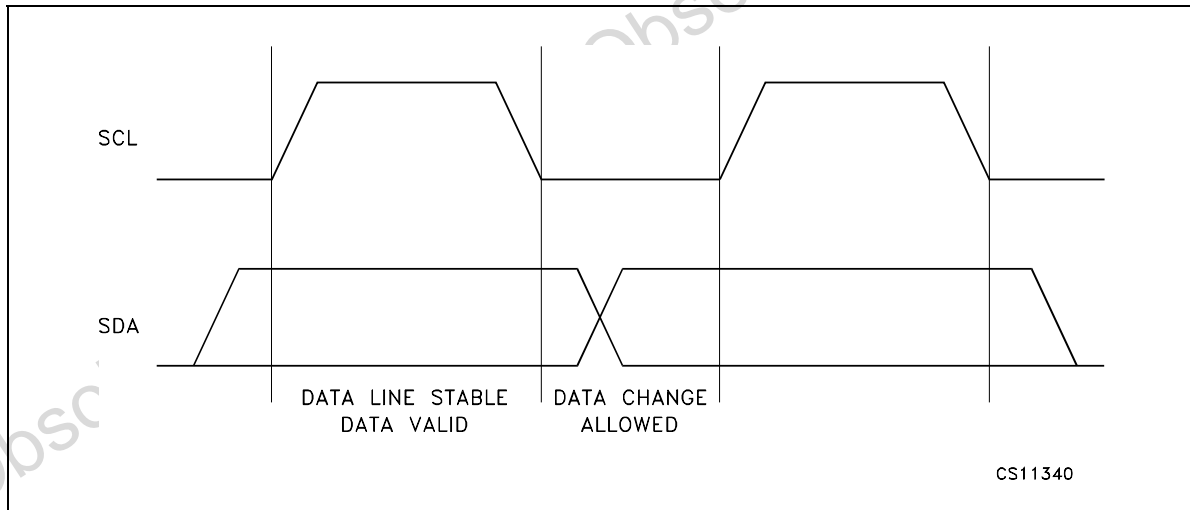 SCL
SDA
DATA LINE STABLE
DATA VALID
DATA CHANGE
ALLOWED
CS11340